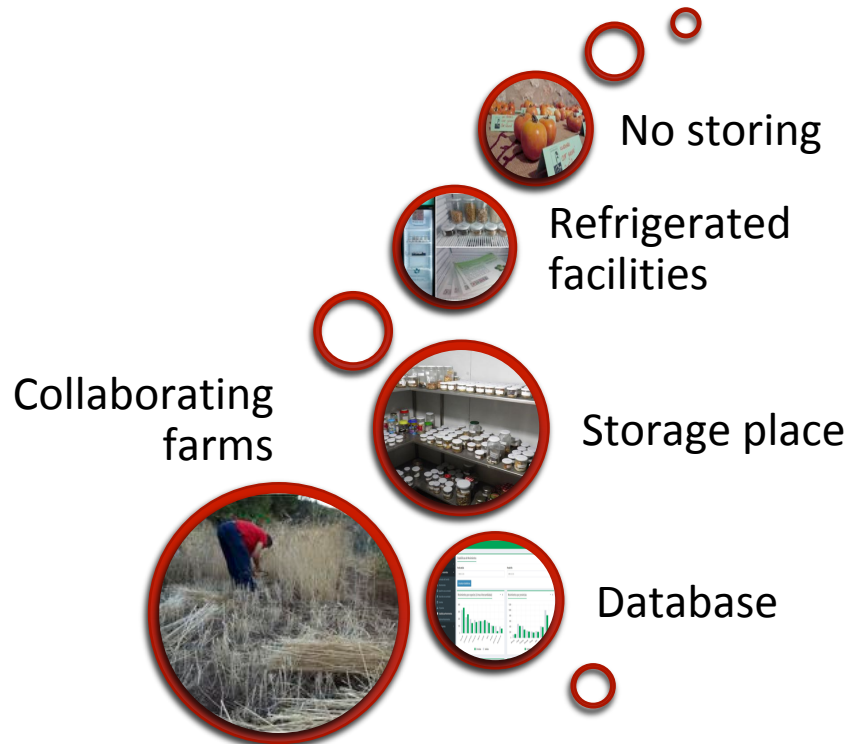 No storing
Refrigerated
facilities
Collaborating
farms
Storage place
Database